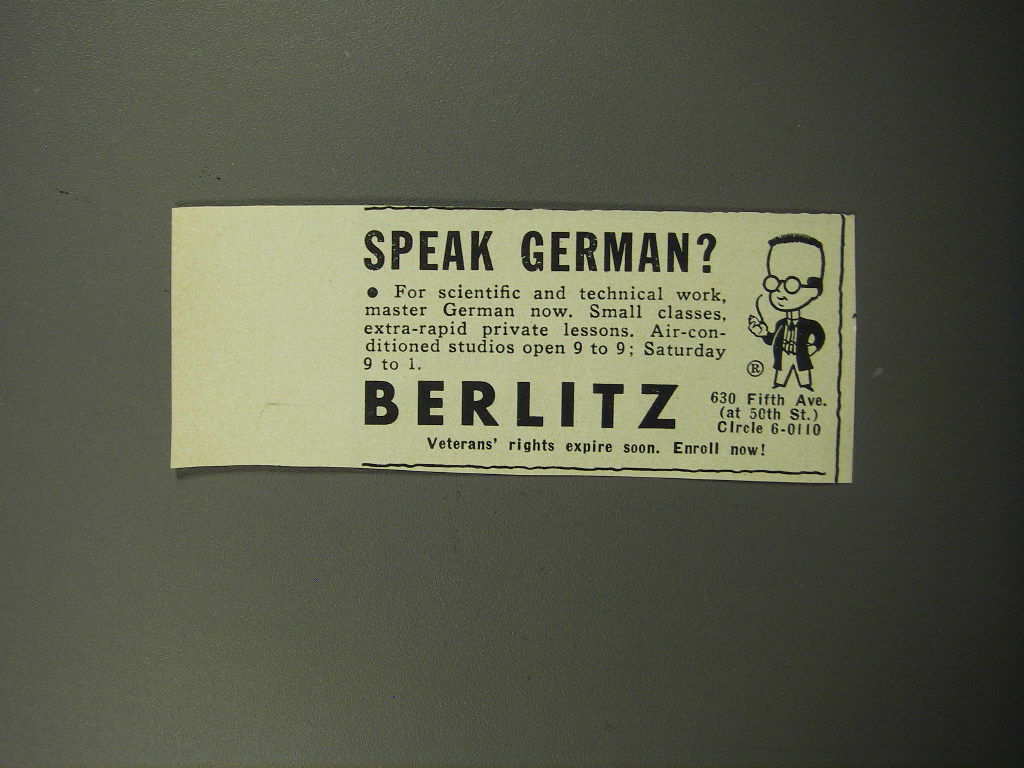 SPEAK GERMAN?
● For scientific and technical work,
master German now. Small classes,
extra-rapid private lessons. Air-con-
ditioned studios open 9 to 9; Saturday
9 to 1.
BERLITZ
®
630 Fifth Ave.
(at 50th St.)
CIrcle 6-0110
Veterans' rights expire soon. Enroll now!